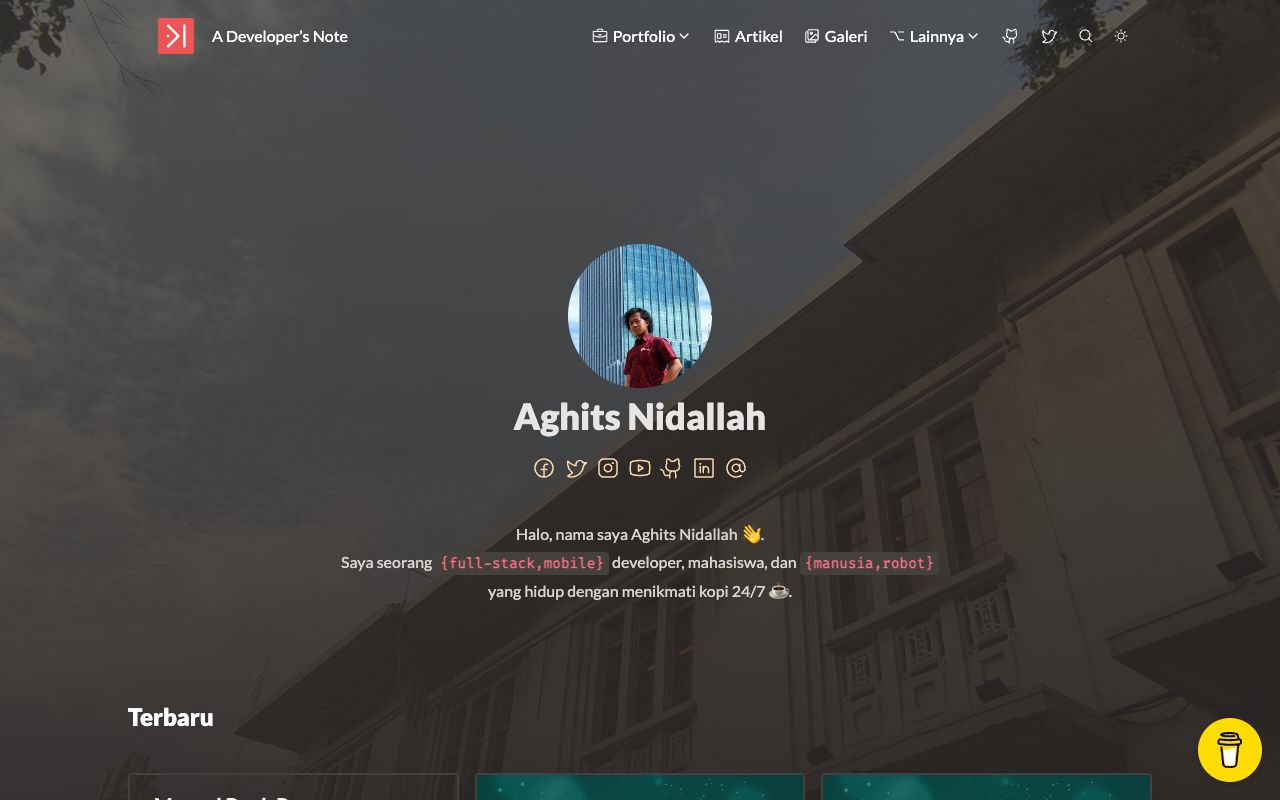 A Developer's Note
Portfolio
Artikel
Galeri
Lainnya
Aghits Nidallah
Halo, nama saya Aghits Nidallah 👋.
Saya seorang {full-stack,mobile} developer, mahasiswa, dan {manusia,robot}
yang hidup dengan menikmati kopi 24/7 ☕.
Terbaru